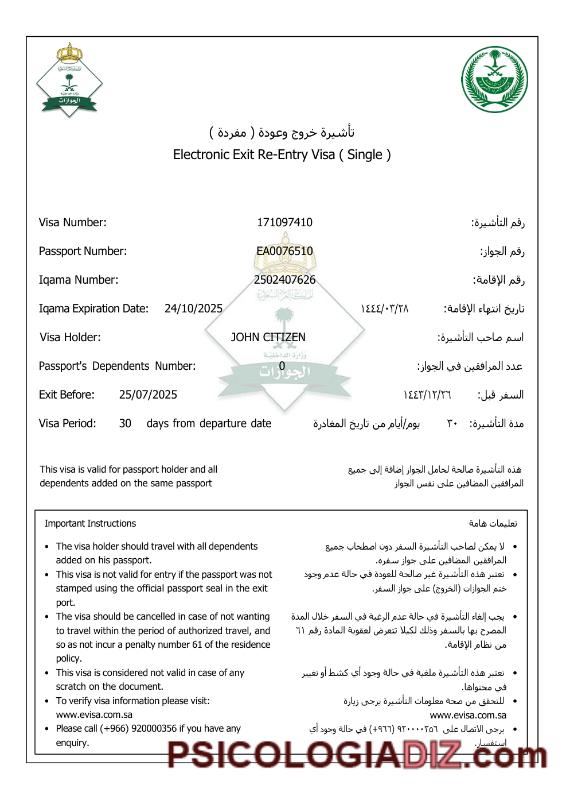 الجوازات
تأشيرة خروج وعودة ( مفردة )
Electronic Exit Re-Entry Visa ( Single )
Visa Number: 171097410 رقم التأشيرة:
Passport Number: EA0076510 رقم الجواز:
Iqama Number: 2502407626 رقم الإقامة:
Iqama Expiration Date: 24/10/2025 ١٤٤٤/٠٣/٢٨ تاريخ انتهاء الإقامة:
Visa Holder: JOHN CITIZEN اسم صاحب التأشيرة:
وزارة الداخلية
Passport's Dependents Number: 0 عدد المرافقين في الجواز:
الجوازات
Exit Before: 25/07/2025 ١٤٤٣/١٢/٢٦ السفر قبل:
Visa Period: 30 days from departure date يوم/أيام من تاريخ المغادرة ٣٠ مدة التأشيرة:
This visa is valid for passport holder and all
dependents added on the same passport
هذه التأشيرة صالحة لحامل الجواز إضافة إلى جميع
المرافقين المضافين على نفس الجواز
Important Instructions
• The visa holder should travel with all dependents
added on his passport.
• This visa is not valid for entry if the passport was not
stamped using the official passport seal in the exit
port.
• The visa should be cancelled in case of not wanting
to travel within the period of authorized travel, and
so as not incur a penalty number 61 of the residence
policy.
• This visa is considered not valid in case of any
scratch on the document.
• To verify visa information please visit:
www.evisa.com.sa
• Please call (+966) 920000356 if you have any
enquiry.
تعليمات هامة
• لا يمكن لصاحب التأشيرة السفر دون اصطحاب جميع
المرافقين المضافين على جواز سفره.
• تعتبر هذه التأشيرة غير صالحة للعودة في حالة عدم وجود
ختم الجوازات (الخروج) على جواز السفر.
• يجب إلغاء التأشيرة في حالة عدم الرغبة في السفر خلال المدة
المصرح بها بالسفر وذلك لكيلا تتعرض لعقوبة المادة رقم ٦١
من نظام الإقامة.
• تعتبر هذه التأشيرة ملغية في حالة وجود أي كشط أو تغيير
في محتواها.
• للتحقق من صحة معلومات التأشيرة يرجى زيارة
www.evisa.com.sa
• يرجى الاتصال على ٩٢٠٠٠٠٣٥٦ (٩٦٦+) في حالة وجود أي
استفسار.
PSICOLOGIADIZ.com